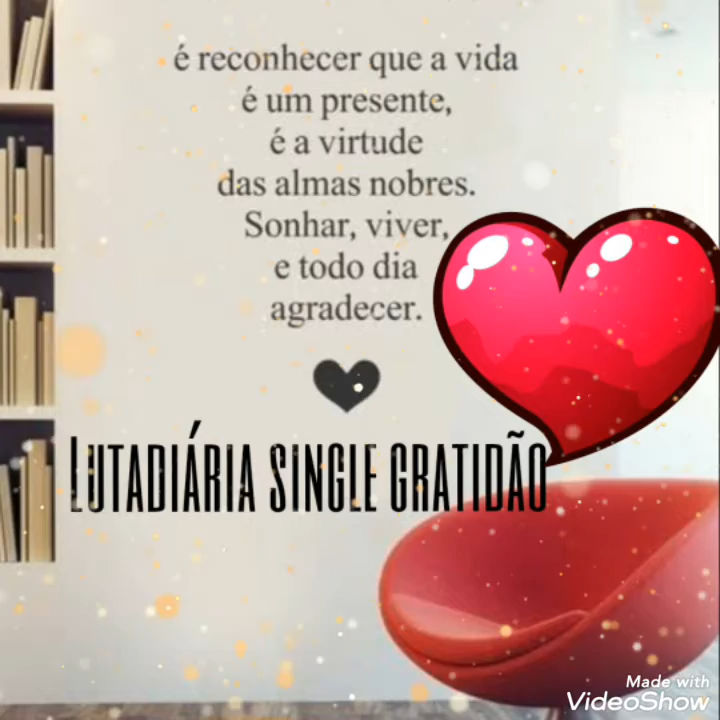 é reconhecer que a vida
é um presente,
é a virtude
das almas nobres.
Sonhar, viver,
e todo dia
agradecer.
Lutadiária single gratidão
Made with
VideoShow